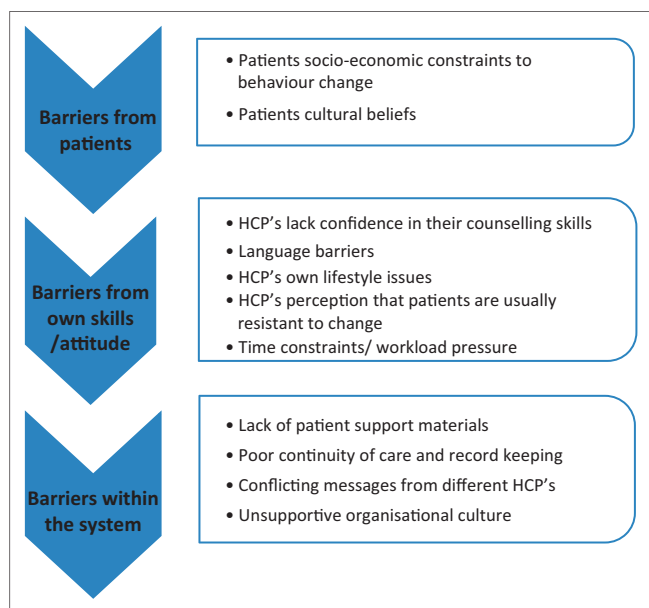 Barriers from
patients
• Patients socio-economic constraints to
behaviour change
• Patients cultural beliefs
Barriers from
own skills
/attitude
• HCP's lack confidence in their counselling skills
• Language barriers
• HCP's own lifestyle issues
• HCP's perception that patients are usually
resistant to change
• Time constraints/ workload pressure
Barriers within
the system
• Lack of patient support materials
• Poor continuity of care and record keeping
• Conflicting messages from different HCP's
• Unsupportive organisational culture